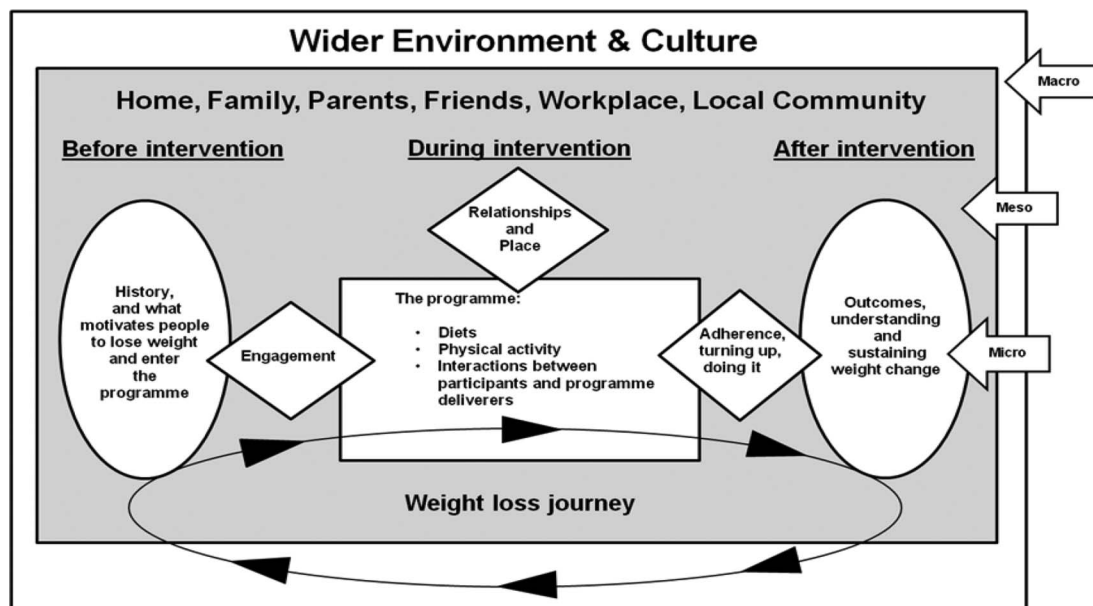 Wider Environment & Culture
Macro
Home, Family, Parents, Friends, Workplace, Local Community
Before intervention
During intervention
After intervention
Meso
Relationships
and
Place
History,
and what
motivates people
to lose weight
and enter
the
programme
Engagement
The programme:
• Diets
• Physical activity
• Interactions between
participants and programme
deliverers
Adherence,
turning up,
doing it
Outcomes,
understanding
and
sustaining
weight change
Micro
Weight loss journey